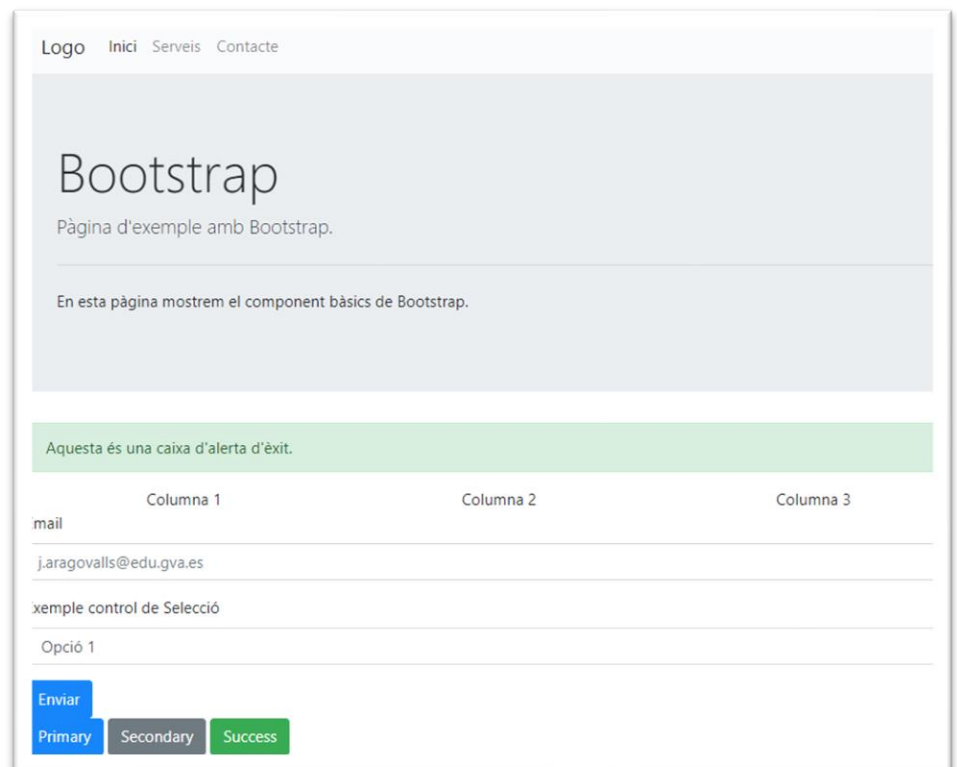 Logo Inici Serveis Contacte
Bootstrap
Pàgina d'exemple amb Bootstrap.
En esta pàgina mostrem el component bàsics de Bootstrap.
Aquesta és una caixa d'alerta d'èxit.
Columna 1 Columna 2 Columna 3
mail
j.aragovalls@edu.gva.es
xemple control de Selecció
Opció 1
Enviar
Primary Secondary Success